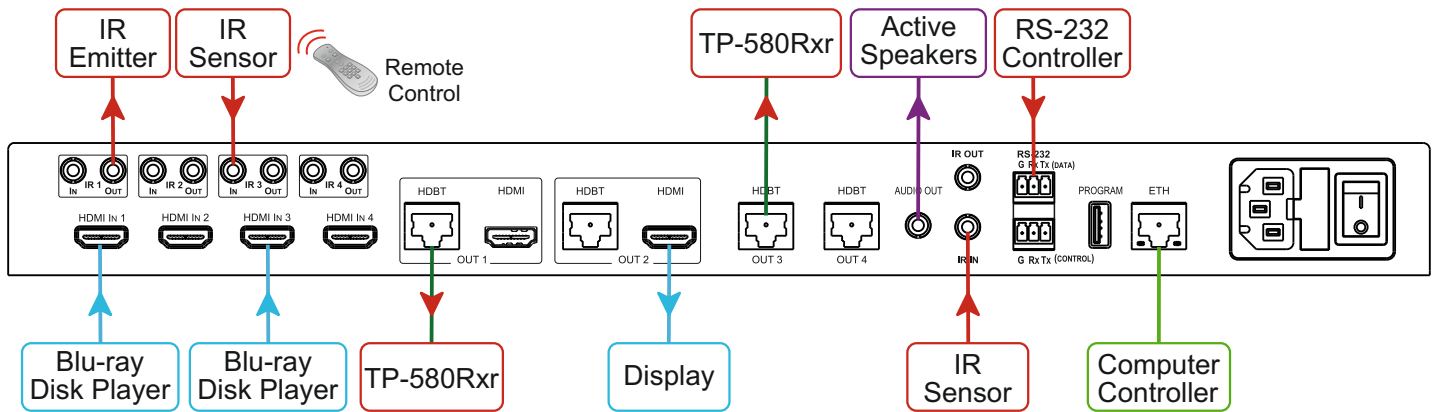 IR
Emitter
IR
Sensor
Remote
Control
TP-580Rxr
Active
Speakers
RS-232
Controller
IN IR 1 OUT
IN IR 2 OUT
IN IR 3 OUT
IN IR 4 OUT
HDMI IN 1
HDMI IN 2
HDMI IN 3
HDMI IN 4
HDBT
HDMI
OUT 1
HDBT
HDMI
OUT 2
HDBT
OUT 3
HDBT
OUT 4
AUDIO OUT
IR OUT
IR IN
RS-232
G Rx Tx (DATA)
G Rx Tx (CONTROL)
PROGRAM
ETH
Blu-ray
Disk Player
Blu-ray
Disk Player
TP-580Rxr
Display
IR
Sensor
Computer
Controller